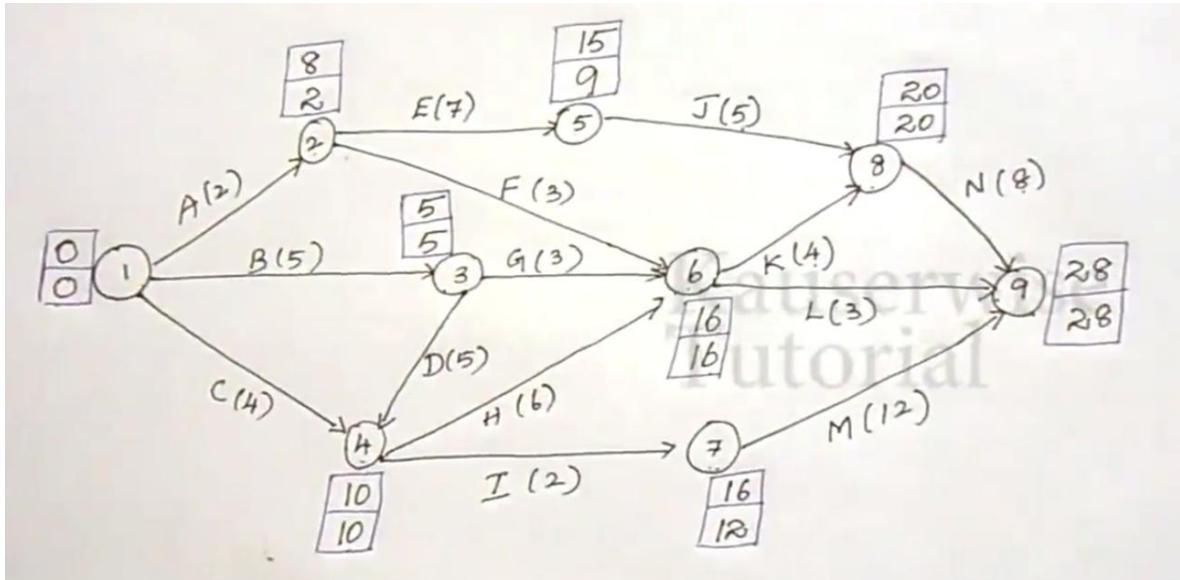 15
9
8
2
20
20
E(7)
J(5)
5
2
8
N(8)
A(2)
F(3)
5
5
0
0
1
B(5)
3
G(3)
6
K(4)
9
28
28
Kauserwise
L(3)
16
16
Tutorial
D(5)
C(4)
H(6)
M(12)
4
7
I(2)
10
10
16
12